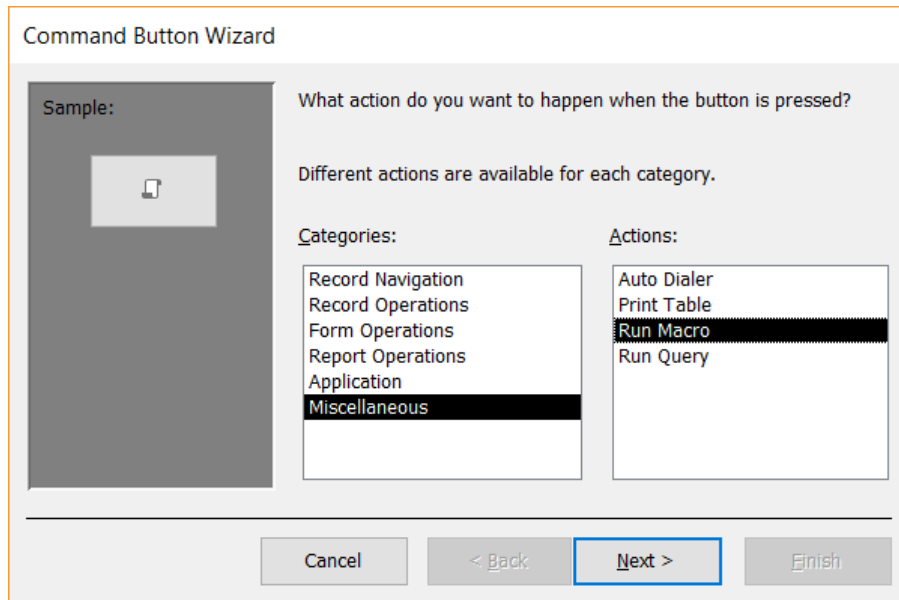 Command Button Wizard
Sample:
What action do you want to happen when the button is pressed?
Different actions are available for each category.
Categories:
Record Navigation
Record Operations
Form Operations
Report Operations
Application
Miscellaneous
Actions:
Auto Dialer
Print Table
Run Macro
Run Query
Cancel
< Back
Next >
Finish